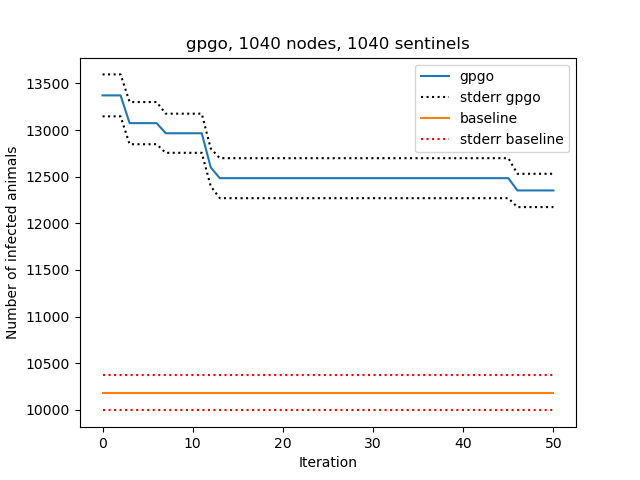 gpgo, 1040 nodes, 1040 sentinels
gpgo
stderr gpgo
baseline
stderr baseline
Number of infected animals
13500
13000
12500
12000
11500
11000
10500
10000
0 10 20 30 40 50
Iteration